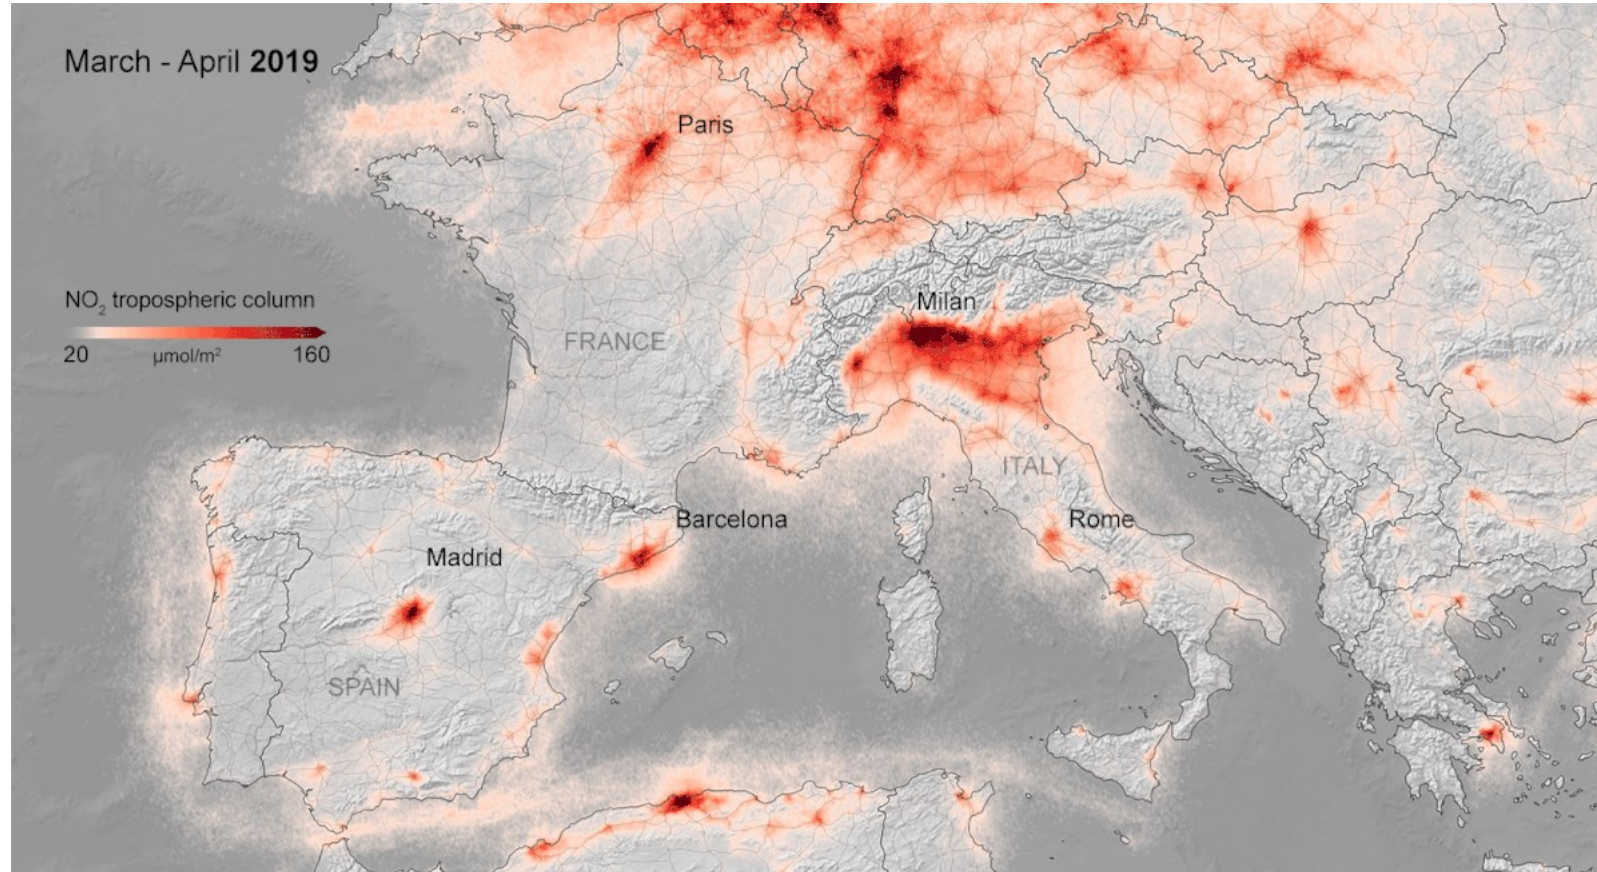 March - April 2019
Paris
NO₂ tropospheric column
20 µmol/m² 160
Milan
FRANCE
ITALY
Barcelona
Rome
Madrid
SPAIN